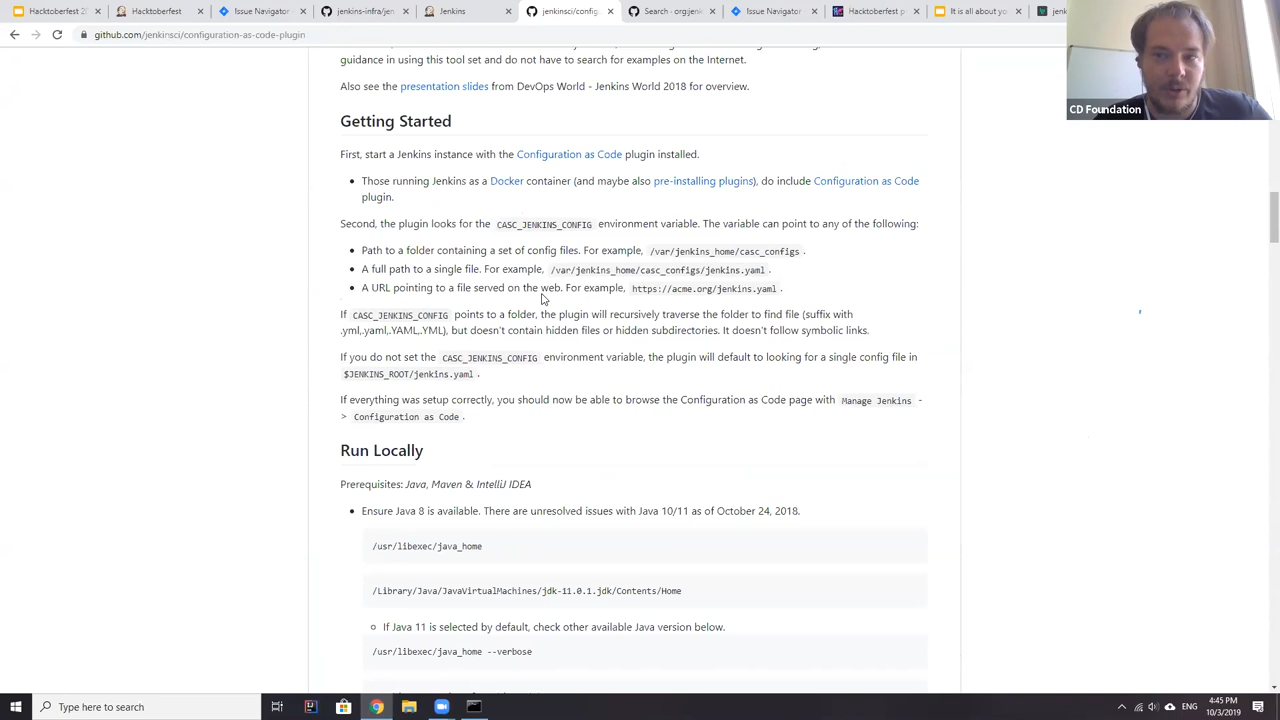 Hacktoberfest 2(
Hacktoberfest
Issue Navigator
jenkins-infra/jen
Jenkins
jenkinsci/config
Search · org:jenk
Issue Navigator
Hacktoberfest p
It is all about yo
jenk
github.com/jenkinsci/configuration-as-code-plugin
guidance in using this tool set and do not have to search for examples on the Internet.
Also see the presentation slides from DevOps World - Jenkins World 2018 for overview.
CD Foundation
Getting Started
First, start a Jenkins instance with the Configuration as Code plugin installed.
Those running Jenkins as a Docker container (and maybe also pre-installing plugins), do include Configuration as Code
plugin.
Second, the plugin looks for the CASC_JENKINS_CONFIG environment variable. The variable can point to any of the following:
Path to a folder containing a set of config files. For example, /var/jenkins_home/casc_configs .
A full path to a single file. For example, /var/jenkins_home/casc_configs/jenkins.yaml .
A URL pointing to a file served on the web. For example, https://acme.org/jenkins.yaml .
If CASC_JENKINS_CONFIG points to a folder, the plugin will recursively traverse the folder to find file (suffix with
.yml,.yaml,.YAML,.YML), but doesn't contain hidden files or hidden subdirectories. It doesn't follow symbolic links.
If you do not set the CASC_JENKINS_CONFIG environment variable, the plugin will default to looking for a single config file in
$JENKINS_ROOT/jenkins.yaml .
If everything was setup correctly, you should now be able to browse the Configuration as Code page with Manage Jenkins -
> Configuration as Code .
Run Locally
Prerequisites: Java, Maven & IntelliJ IDEA
Ensure Java 8 is available. There are unresolved issues with Java 10/11 as of October 24, 2018.
/usr/libexec/java_home
/Library/Java/JavaVirtualMachines/jdk-11.0.1.jdk/Contents/Home
If Java 11 is selected by default, check other available Java version below.
/usr/libexec/java_home --verbose
Type here to search
ENG
4:45 PM
10/3/2019